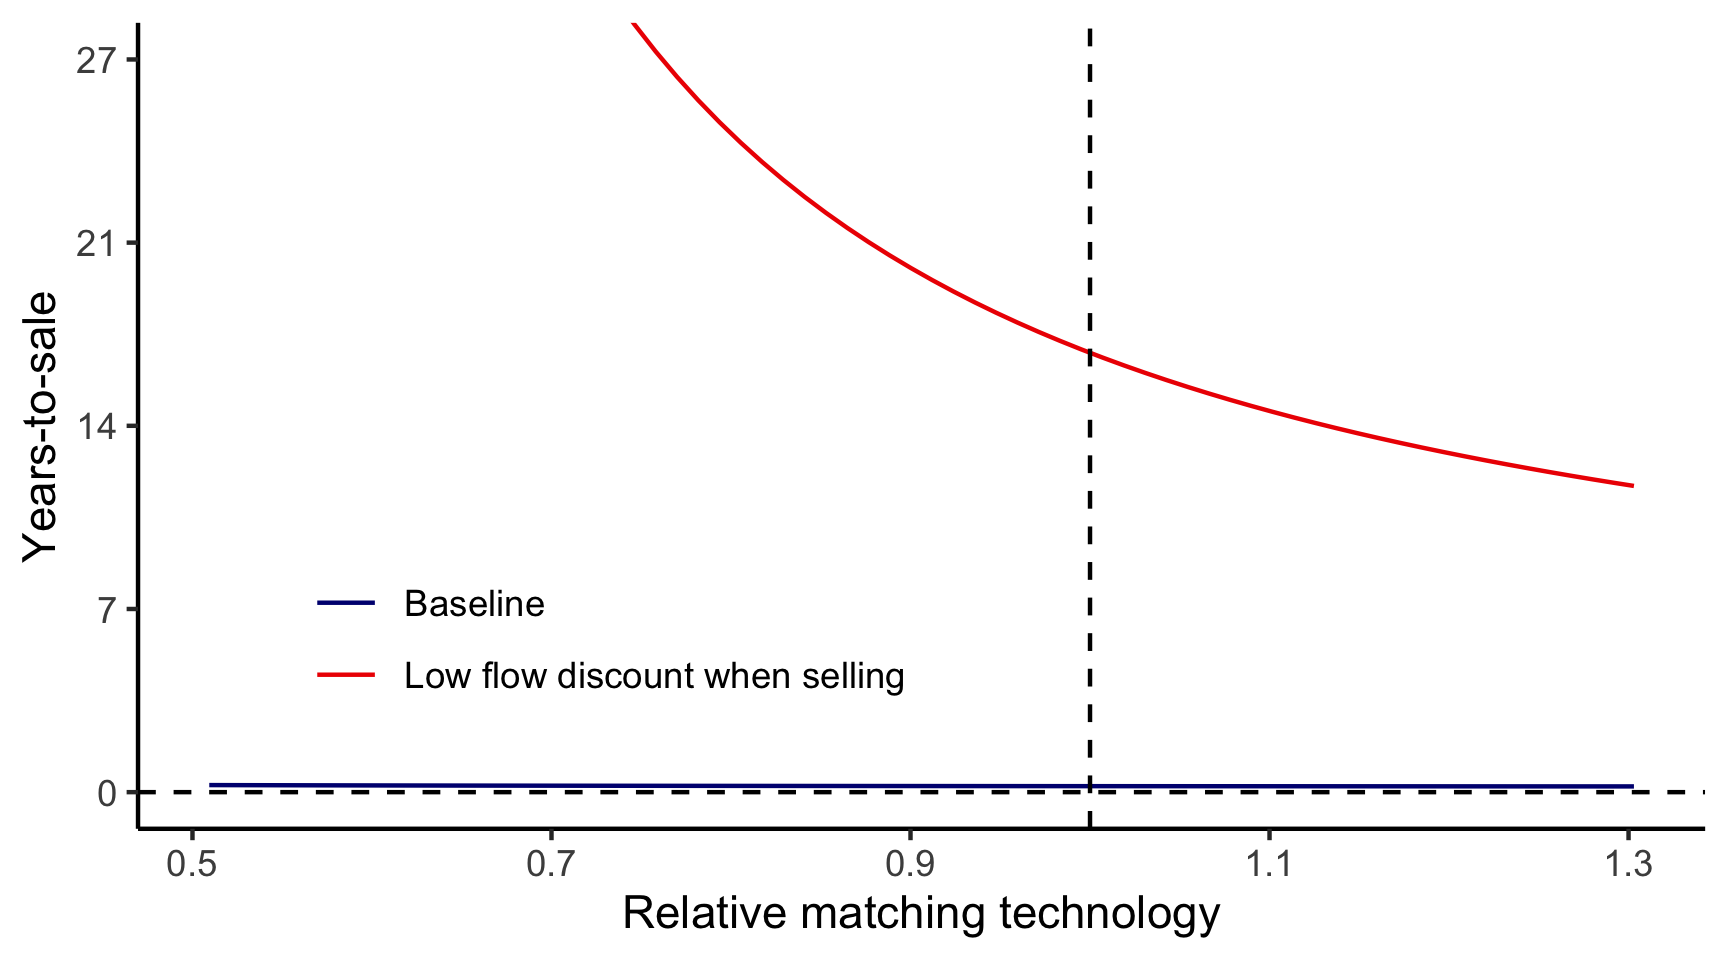 27
21
14
7
0
Years-to-sale
Baseline
Low flow discount when selling
0.5 0.7 0.9 1.1 1.3
Relative matching technology